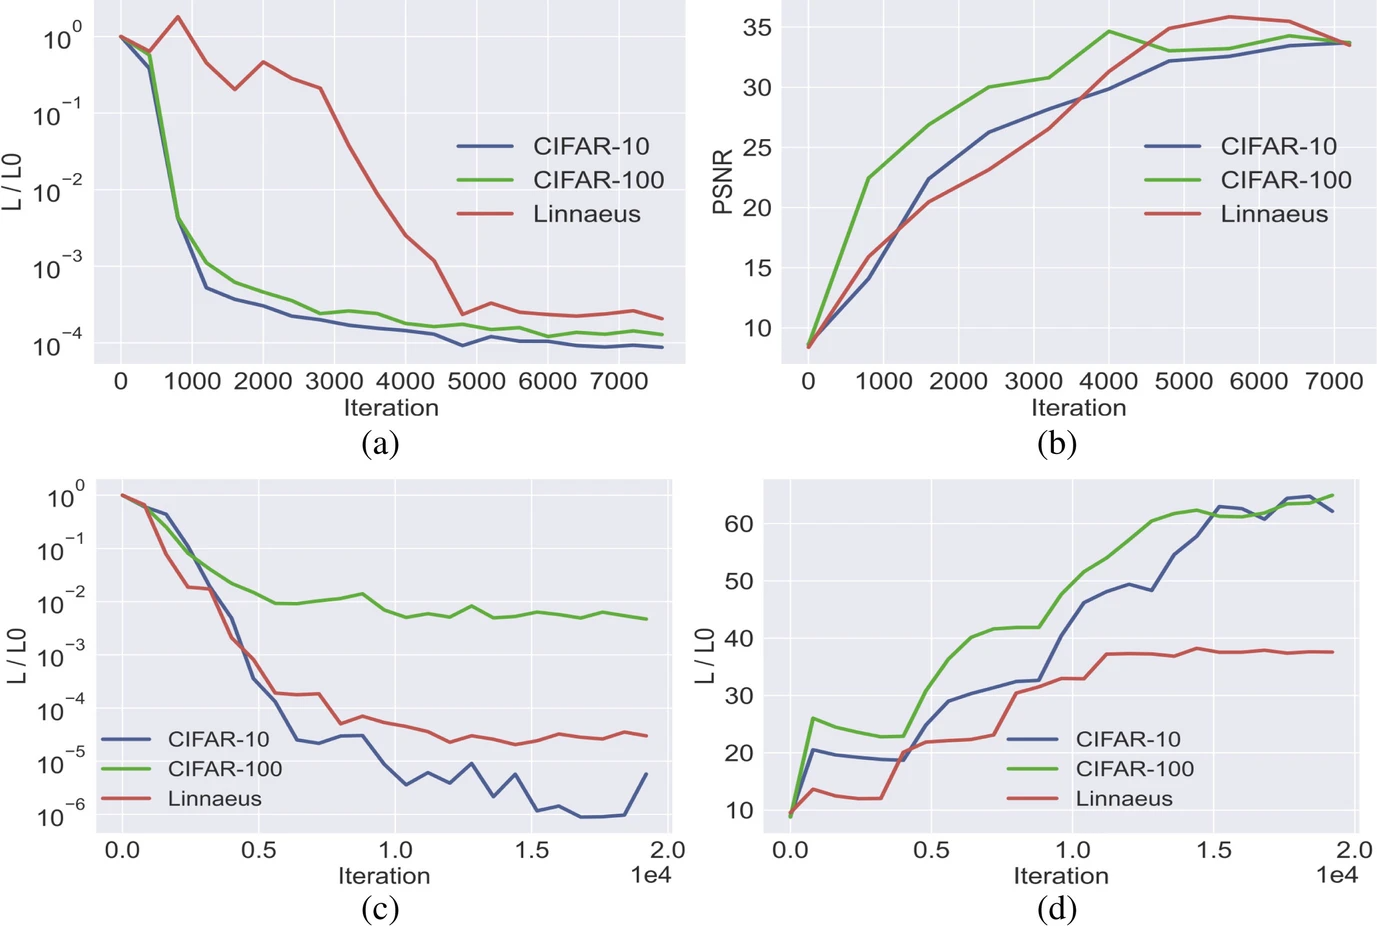 10^0
10^−1
10^−2
10^−3
10^−4
L / L0
CIFAR-10
CIFAR-100
Linnaeus
0 1000 2000 3000 4000 5000 6000 7000
Iteration
(a)
35
30
25
20
15
10
PSNR
CIFAR-10
CIFAR-100
Linnaeus
0 1000 2000 3000 4000 5000 6000 7000
Iteration
(b)
10^0
10^−1
10^−2
10^−3
10^−4
10^−5
10^−6
L / L0
CIFAR-10
CIFAR-100
Linnaeus
0.0 0.5 1.0 1.5 2.0
1e4
Iteration
(c)
60
50
40
30
20
10
L / L0
CIFAR-10
CIFAR-100
Linnaeus
0.0 0.5 1.0 1.5 2.0
1e4
Iteration
(d)